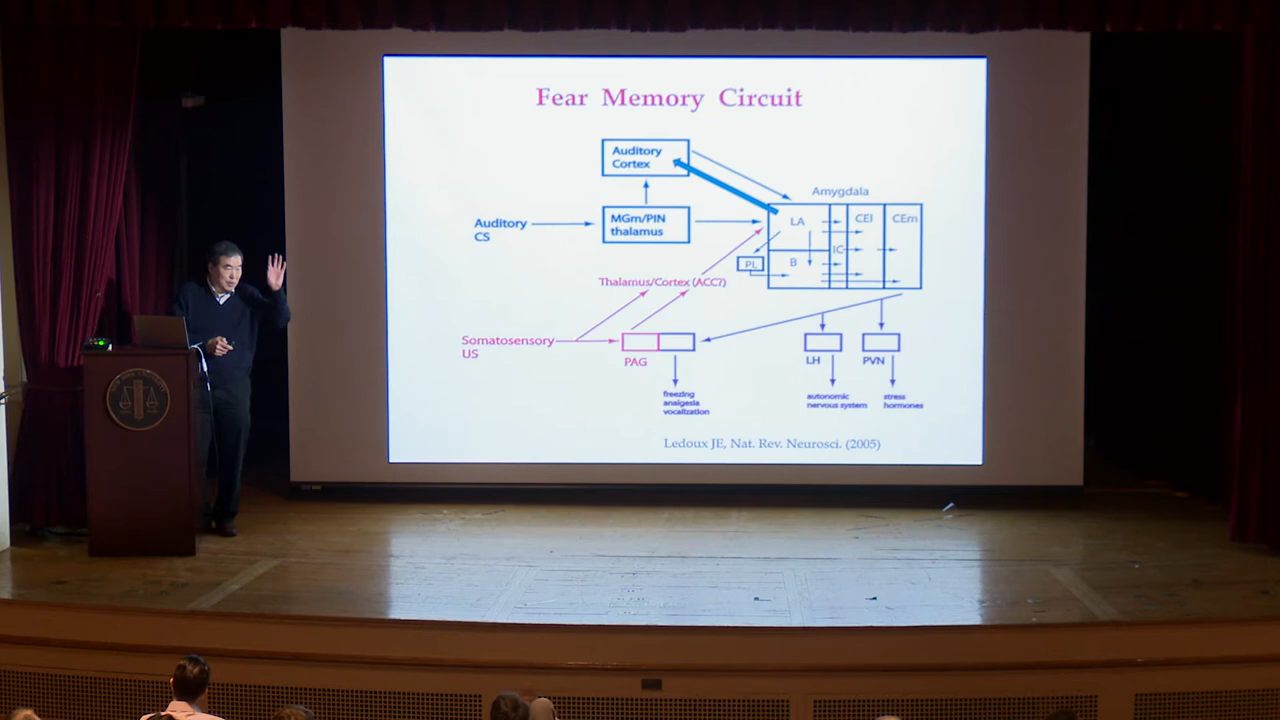 Fear Memory Circuit
Auditory
Cortex
Amygdala
Auditory
CS
MGm/PIN
thalamus
LA
CEl
CEm
IC
PL
B
Thalamus/Cortex (ACC?)
Somatosensory
US
PAG
LH
PVN
freezing
analgesia
vocalization
autonomic
nervous system
stress
hormones
Ledoux JE, Nat. Rev. Neurosci. (2005)